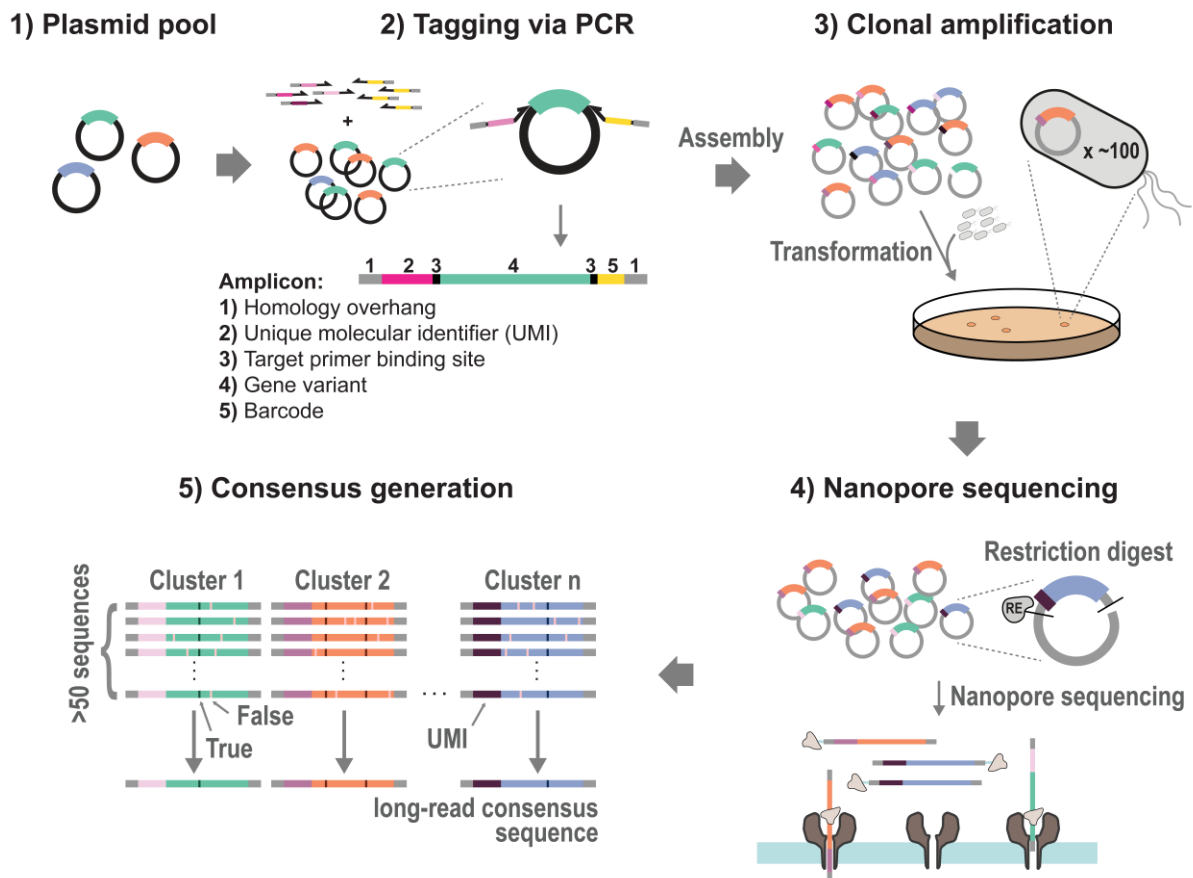 1) Plasmid pool
2) Tagging via PCR
+
1 2 3 4 3 5 1
Amplicon:
1) Homology overhang
2) Unique molecular identifier (UMI)
3) Target primer binding site
4) Gene variant
5) Barcode
3) Clonal amplification
Assembly
x ~100
Transformation
4) Nanopore sequencing
Restriction digest
RE
Nanopore sequencing
5) Consensus generation
Cluster 1
Cluster 2
Cluster n
>50 sequences
False
True
UMI
long-read consensus
sequence